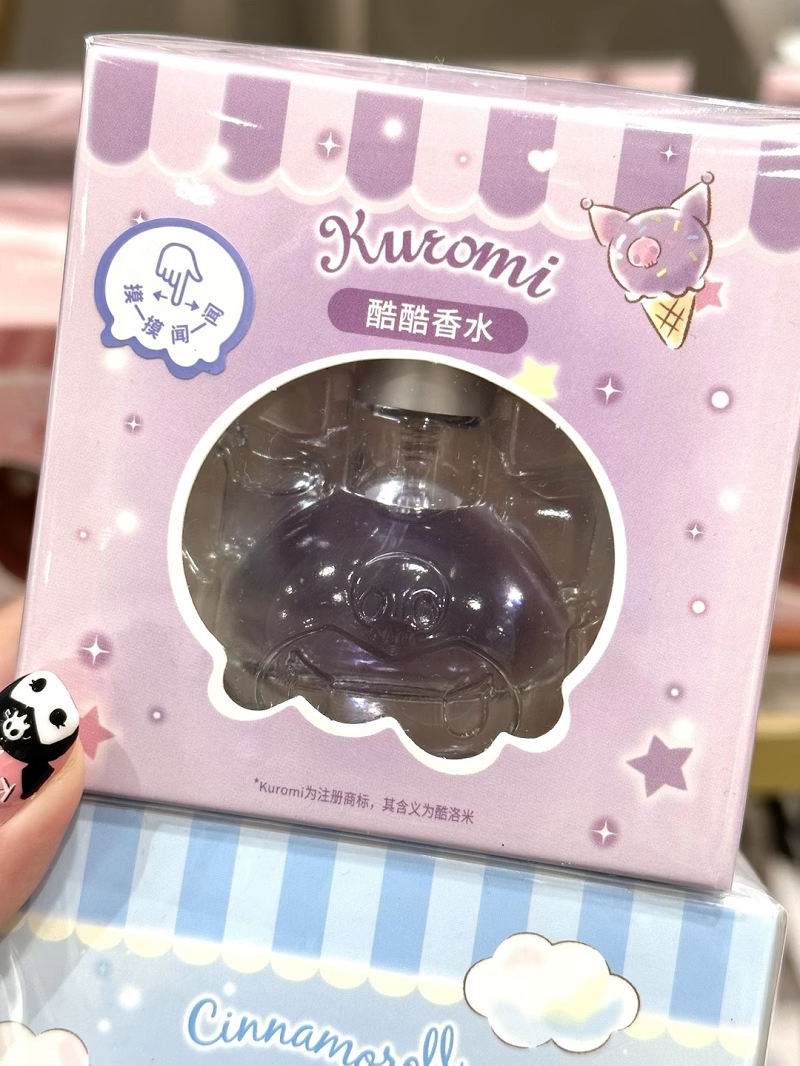 Kuromi
酷酷香水
摸一摸 闻一闻
*Kuromi为注册商标，其含义为酷洛米
Cinnamoroll